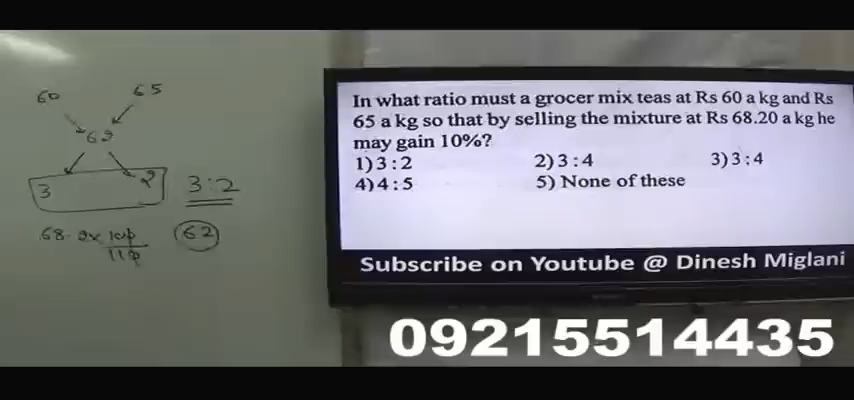 60 65
62
3 2 3:2
68.2x 100/110 62
In what ratio must a grocer mix teas at Rs 60 a kg and Rs
65 a kg so that by selling the mixture at Rs 68.20 a kg he
may gain 10%?
1) 3 : 2 2) 3 : 4 3) 3 : 4
4) 4 : 5 5) None of these
Subscribe on Youtube @ Dinesh Miglani
09215514435